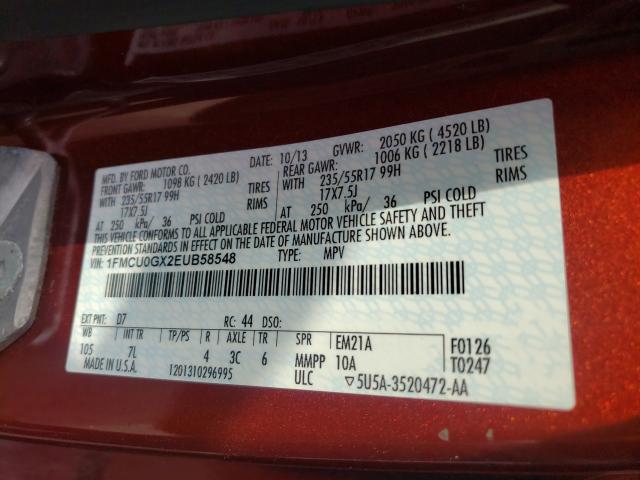 MFD. BY FORD MOTOR CO.
DATE: 10/13 GVWR: 2050 KG ( 4520 LB)
FRONT GAWR: 1098 KG ( 2420 LB) REAR GAWR: 1006 KG ( 2218 LB)
WITH 235/55R17 99H TIRES WITH 235/55R17 99H TIRES
17X7.5J RIMS 17X7.5J RIMS
AT 250 kPa/ 36 PSI COLD AT 250 kPa/ 36 PSI COLD
THIS VEHICLE CONFORMS TO ALL APPLICABLE FEDERAL MOTOR VEHICLE SAFETY AND THEFT
PREVENTION STANDARDS IN EFFECT ON THE DATE OF MANUFACTURE SHOWN ABOVE.
VIN: 1FMCU0GX2EUB58548 TYPE: MPV
EXT PNT: D7 RC: 44 DSO:
WB INT TR TP/PS R AXLE TR SPR EM21A F0126
105 7L 4 3C 6 MMPP 10A T0247
MADE IN U.S.A. 1201310296995 ULC ▽5U5A-3520472-AA